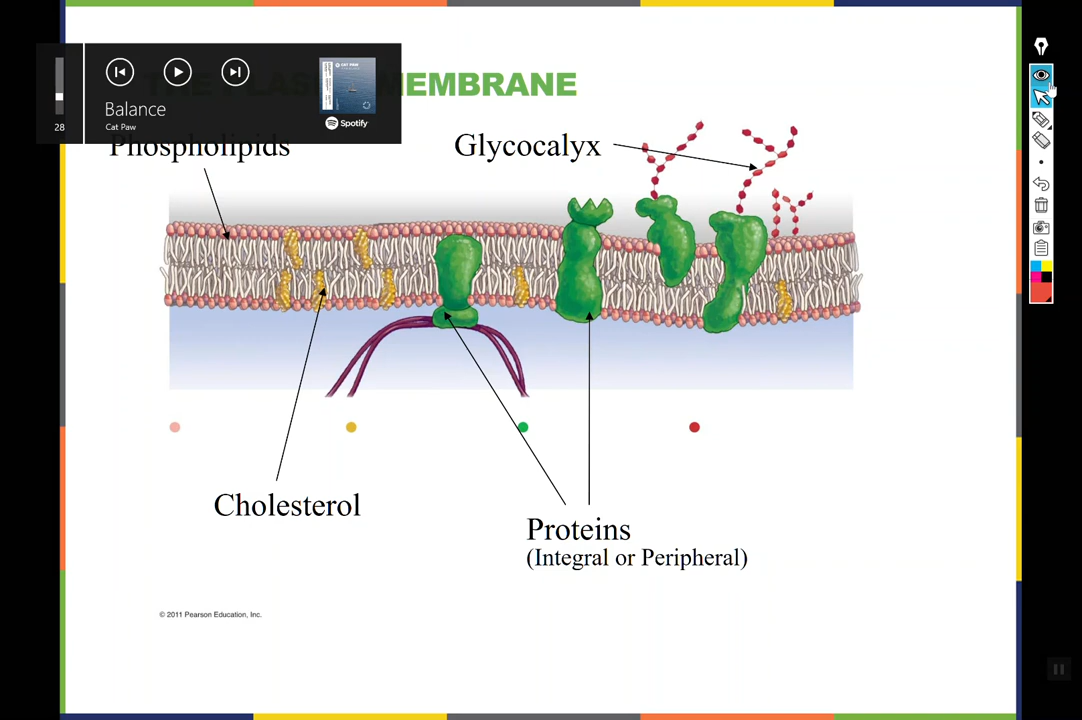 MEMBRANE
Balance
Cat Paw
28
Spotify
Phospholipids
Glycocalyx
Cholesterol
Proteins
(Integral or Peripheral)
© 2011 Pearson Education, Inc.